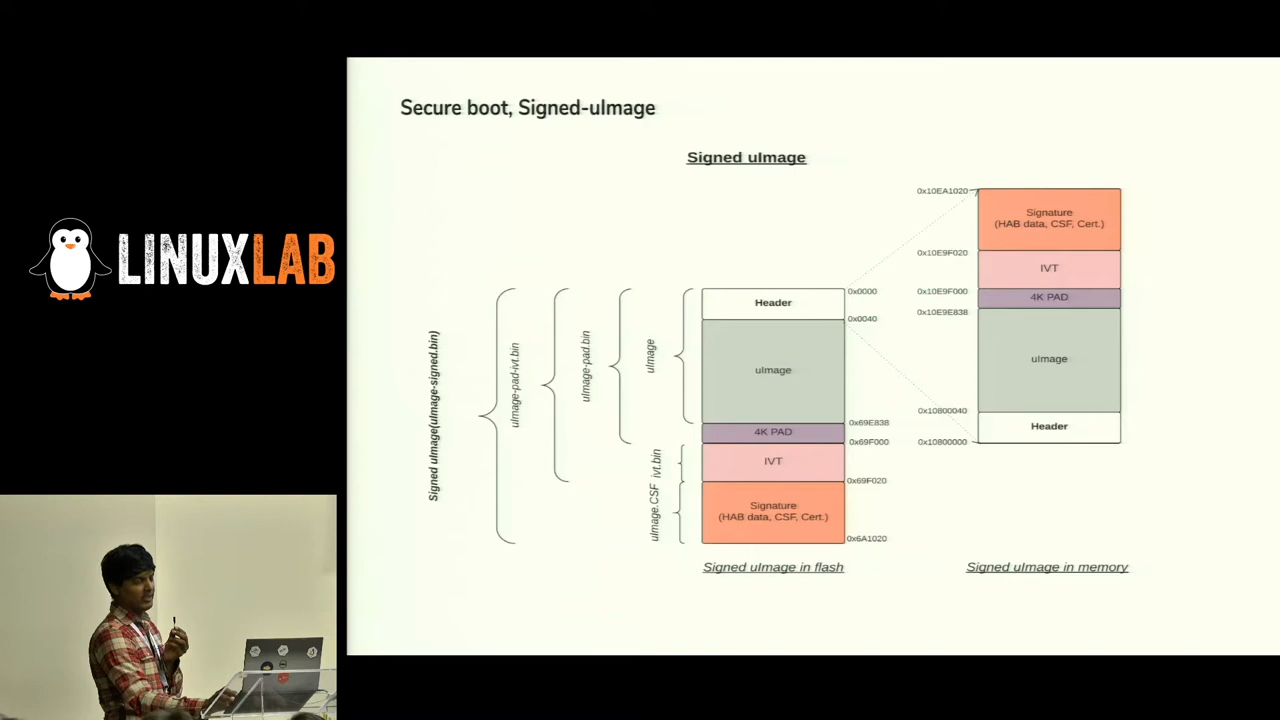 Secure boot, Signed-uImage
Signed uImage
LINUXLAB
Signed uImage(uImage-signed.bin)
uImage-pad-ivt.bin
uImage-pad.bin
uImage
ivt.bin
uImage.CSF
Header
uImage
4K PAD
IVT
Signature
(HAB data, CSF, Cert.)
0x0000
0x0040
0x69E838
0x69F000
0x69F020
0x6A1020
Signed uImage in flash
0x10EA1020
0x10E9F020
0x10E9F000
0x10E9E838
0x10800040
0x10800000
Signature
(HAB data, CSF, Cert.)
IVT
4K PAD
uImage
Header
Signed uImage in memory